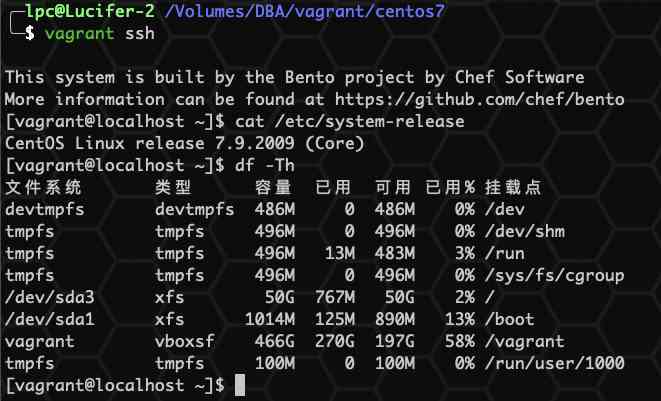 lpc@Lucifer-2 /Volumes/DBA/vagrant/centos7
$ vagrant ssh
This system is built by the Bento project by Chef Software
More information can be found at https://github.com/chef/bento
[vagrant@localhost ~]$ cat /etc/system-release
CentOS Linux release 7.9.2009 (Core)
[vagrant@localhost ~]$ df -Th
文件系统 类型 容量 已用 可用 已用% 挂载点
devtmpfs devtmpfs 486M 0 486M 0% /dev
tmpfs tmpfs 496M 0 496M 0% /dev/shm
tmpfs tmpfs 496M 13M 483M 3% /run
tmpfs tmpfs 496M 0 496M 0% /sys/fs/cgroup
/dev/sda3 xfs 50G 767M 50G 2% /
/dev/sda1 xfs 1014M 125M 890M 13% /boot
vagrant vboxsf 466G 270G 197G 58% /vagrant
tmpfs tmpfs 100M 0 100M 0% /run/user/1000
[vagrant@localhost ~]$